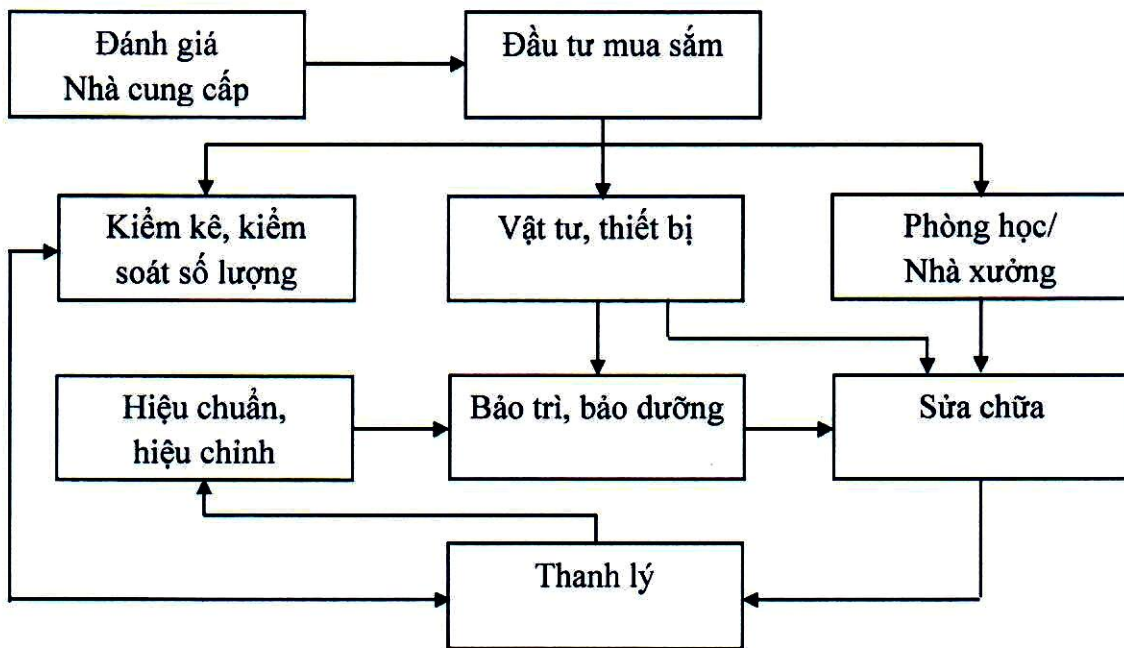 Đánh giá
Nhà cung cấp
Đầu tư mua sắm
Kiểm kê, kiểm
soát số lượng
Vật tư, thiết bị
Phòng học/
Nhà xưởng
Hiệu chuẩn,
hiệu chỉnh
Bảo trì, bảo dưỡng
Sửa chữa
Thanh lý